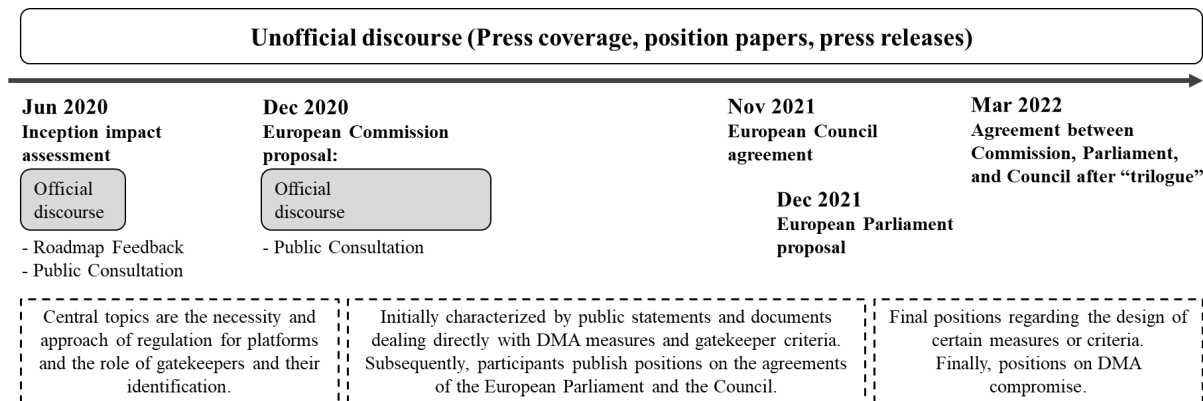 Unofficial discourse (Press coverage, position papers, press releases)
Jun 2020
Inception impact
assessment
Official
discourse
- Roadmap Feedback
- Public Consultation
Dec 2020
European Commission
proposal:
Official
discourse
- Public Consultation
Nov 2021
European Council
agreement
Dec 2021
European Parliament
proposal
Mar 2022
Agreement between
Commission, Parliament,
and Council after “trilogue”
Central topics are the necessity and
approach of regulation for platforms
and the role of gatekeepers and their
identification.
Initially characterized by public statements and documents
dealing directly with DMA measures and gatekeeper criteria.
Subsequently, participants publish positions on the agreements
of the European Parliament and the Council.
Final positions regarding the design of
certain measures or criteria.
Finally, positions on DMA
compromise.